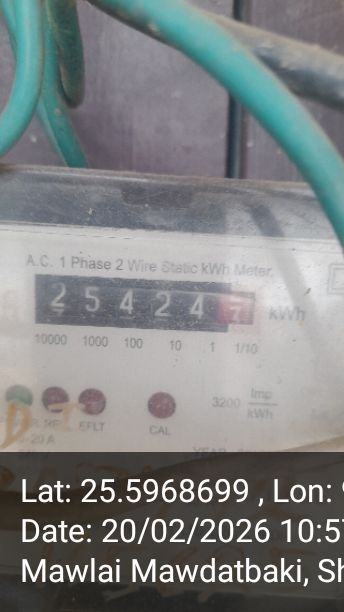 A.C. 1 Phase 2 Wire Static kWh Meter.
2 5 4 2 4 7 kWh
10000 1000 100 10 1 1/10
EFLT CAL 3200 Imp/kWh
-20 A
Lat: 25.5968699 , Lon:
Date: 20/02/2026 10:5
Mawlai Mawdatbaki, Sh